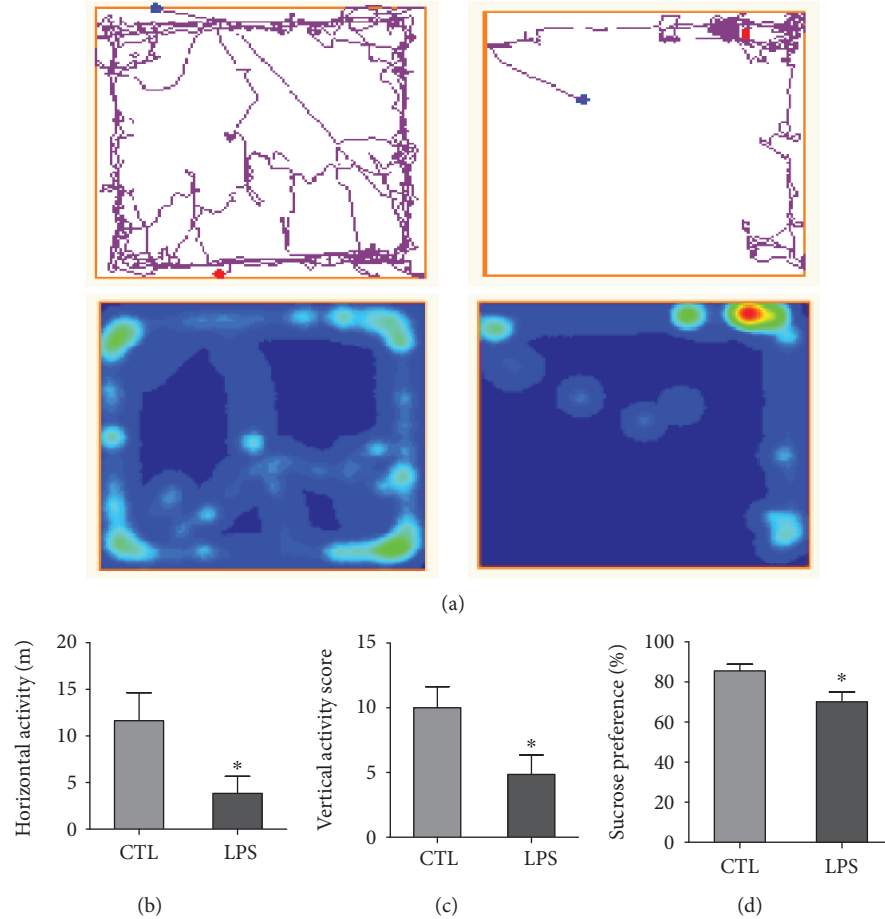 (a)
Horizontal activity (m)
20
15
10
5
0
*
CTL
LPS
(b)
Vertical activity score
15
10
5
0
*
CTL
LPS
(c)
Sucrose preference (%)
100
80
60
40
20
0
*
CTL
LPS
(d)